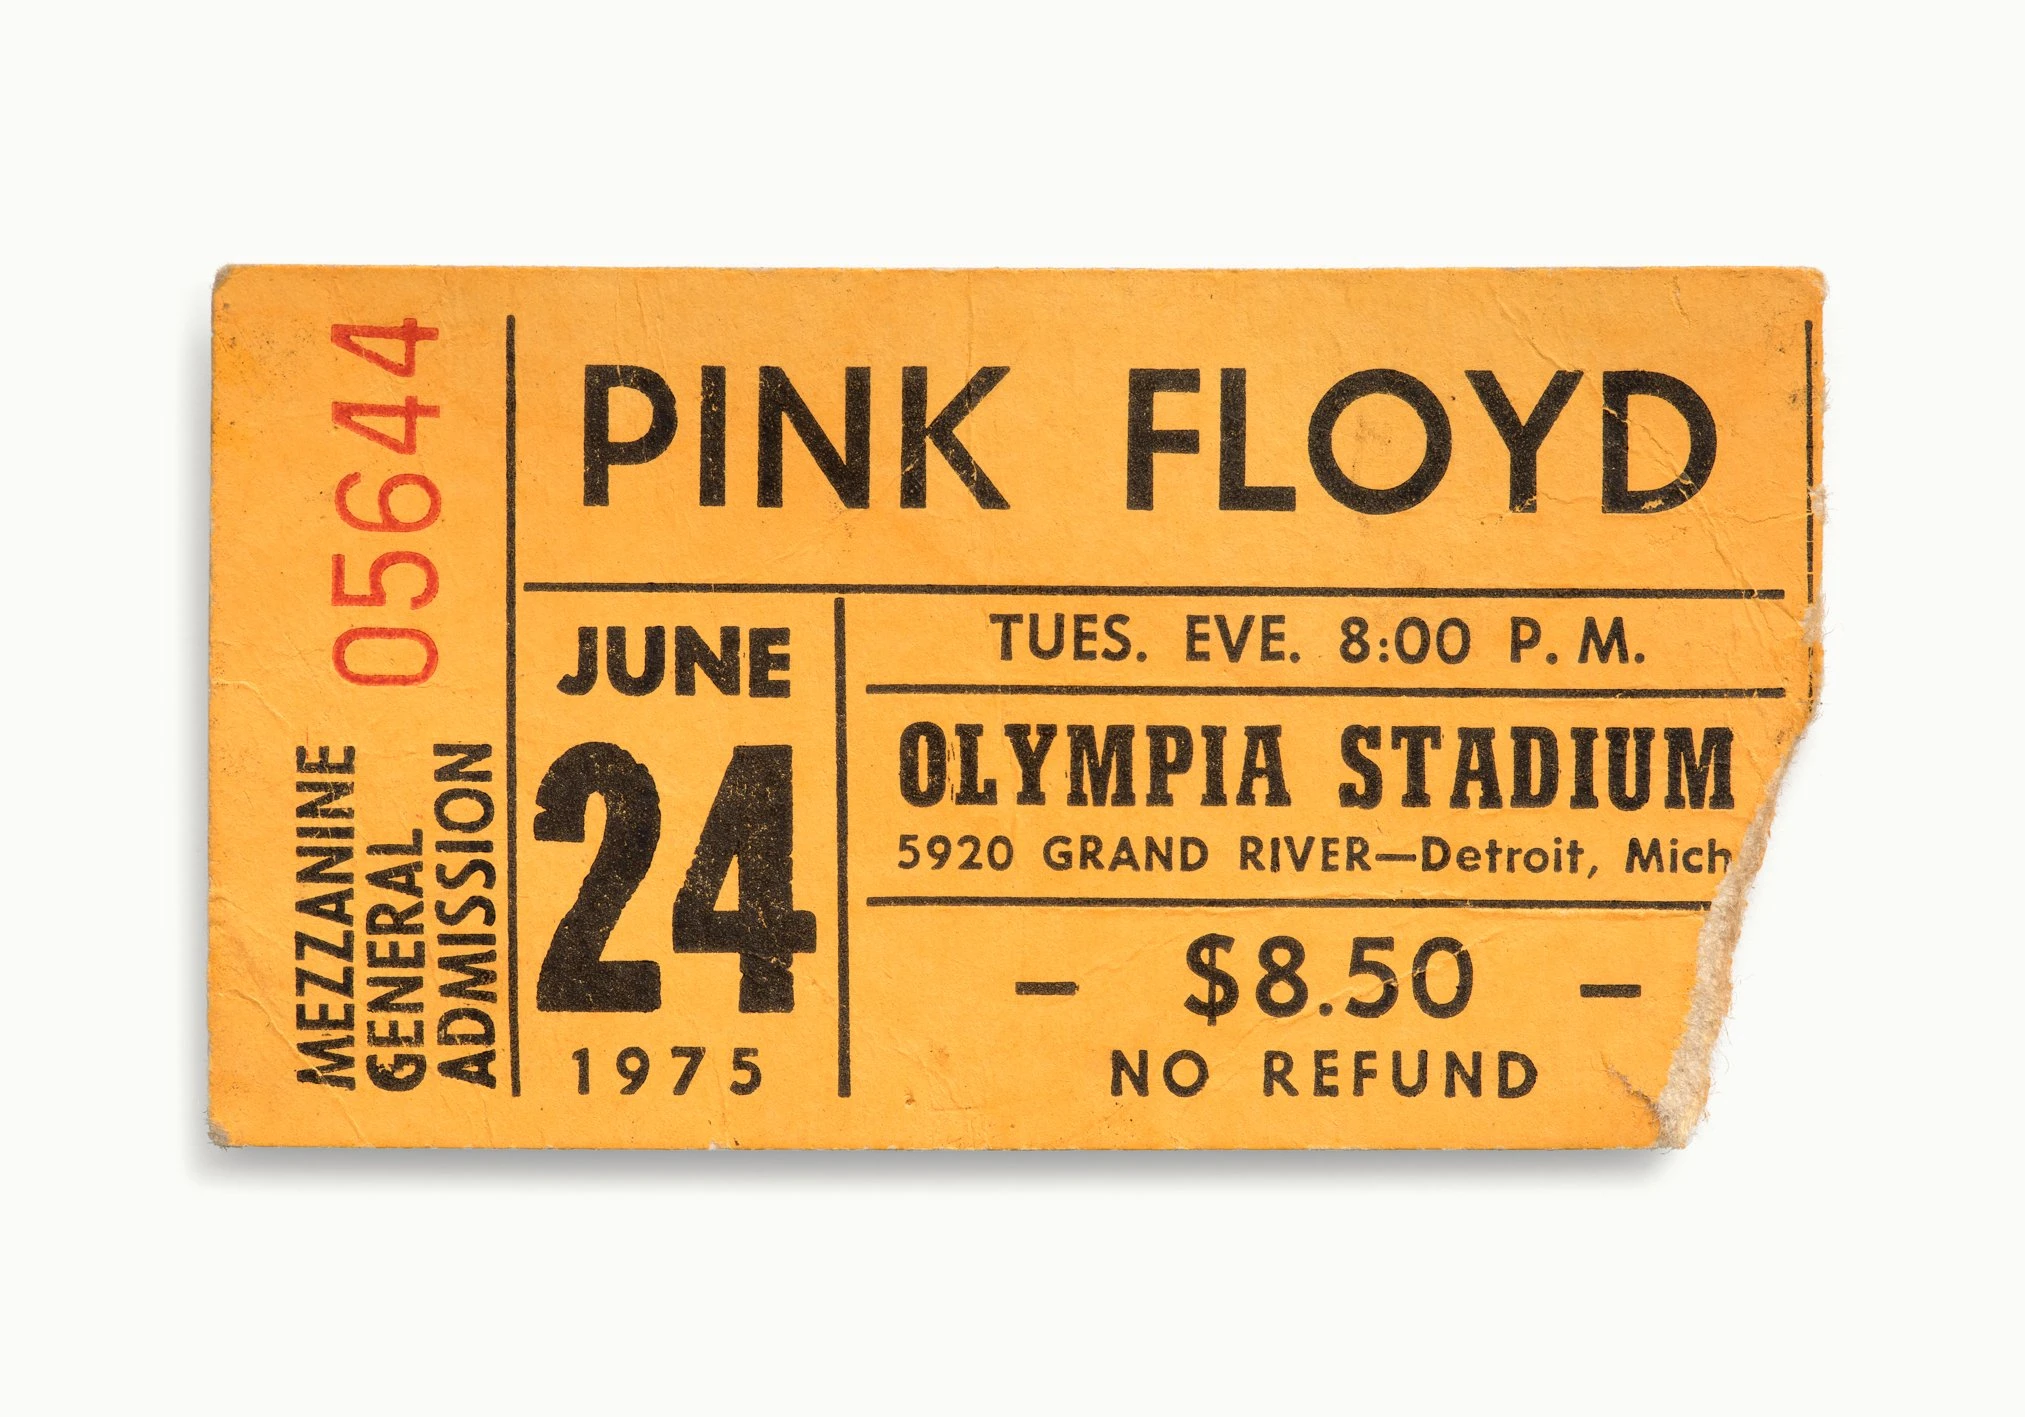 05644
MEZZANINE
GENERAL
ADMISSION
PINK FLOYD
JUNE
24
1975
TUES. EVE. 8:00 P. M.
OLYMPIA STADIUM
5920 GRAND RIVER—Detroit, Mich
– $8.50 –
NO REFUND